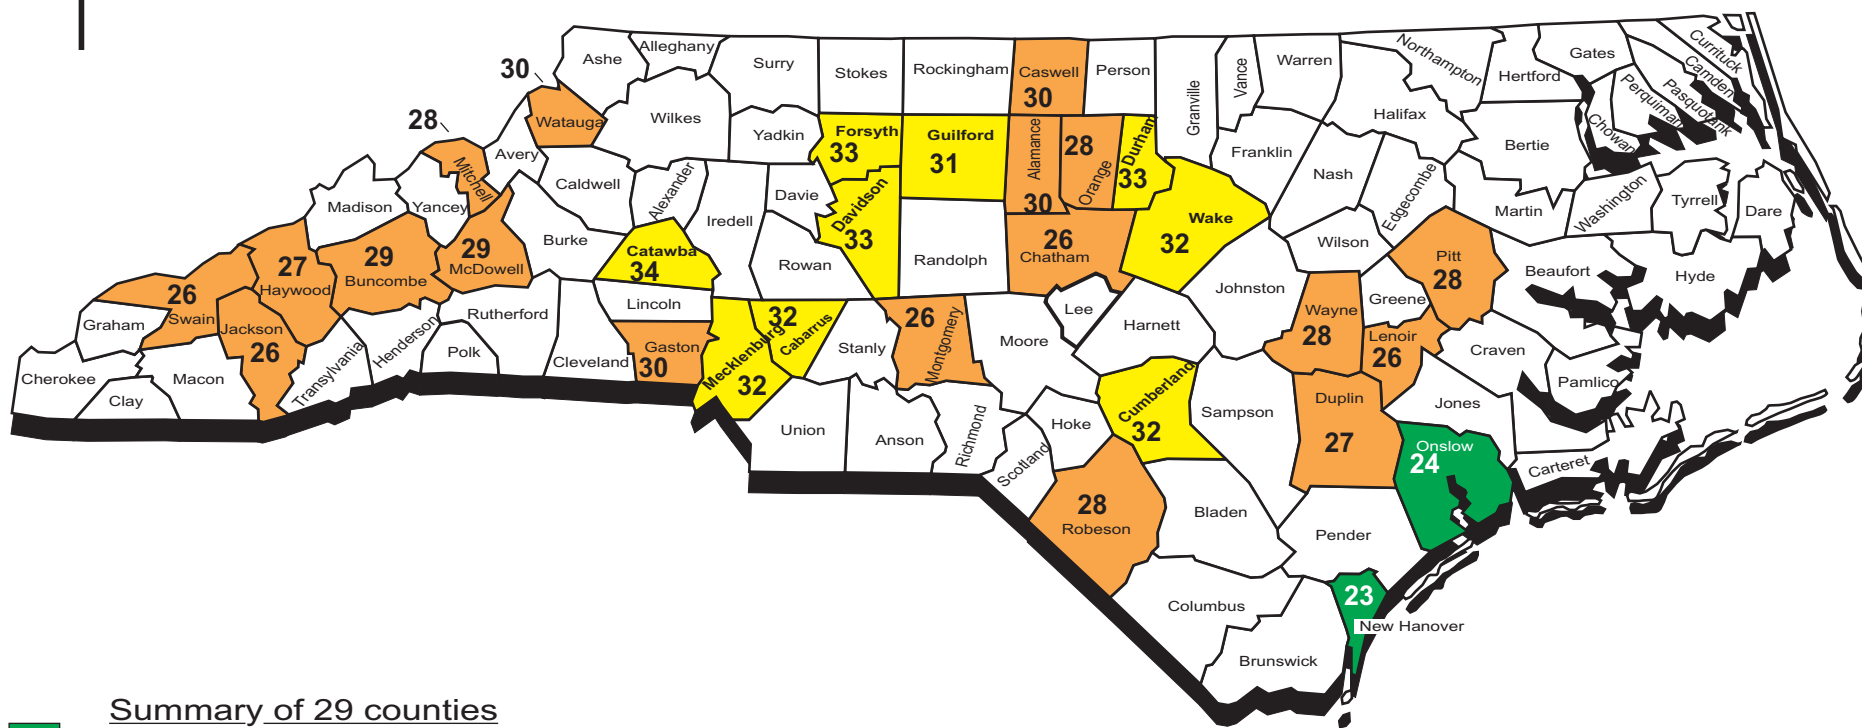 30
Ashe
Alleghany
Surry
Stokes
Rockingham
Caswell
30
Person
Granville
Vance
Warren
Northampton
Hertford
Gates
Currituck
Camden
Pasquotank
Perquimans
Chowan
28
Watauga
Wilkes
Yadkin
Forsyth
33
Guilford
31
Alamance
30
28
Orange
Durham
33
Franklin
Halifax
Bertie
Mitchell
Avery
Caldwell
Alexander
Iredell
Davie
Davidson
33
Wake
32
Nash
Edgecombe
Martin
Washington
Tyrrell
Dare
Madison
Yancey
Burke
Catawba
34
Rowan
Randolph
26
Chatham
Wilson
Pitt
28
Beaufort
Hyde
26
Swain
27
Haywood
29
Buncombe
29
McDowell
Lincoln
Johnston
Greene
Graham
Jackson
26
Rutherford
32
Cabarrus
26
Montgomery
Lee
Harnett
Wayne
28
Lenoir
26
Craven
Pamlico
Cherokee
Clay
Macon
Transylvania
Henderson
Polk
Cleveland
Gaston
30
Mecklenburg
32
Stanly
Moore
Cumberland
32
Sampson
Duplin
27
Jones
Union
Anson
Richmond
Scotland
Hoke
Onslow
24
Carteret
28
Robeson
Bladen
Pender
Columbus
23
New Hanover
Brunswick
Summary of 29 counties